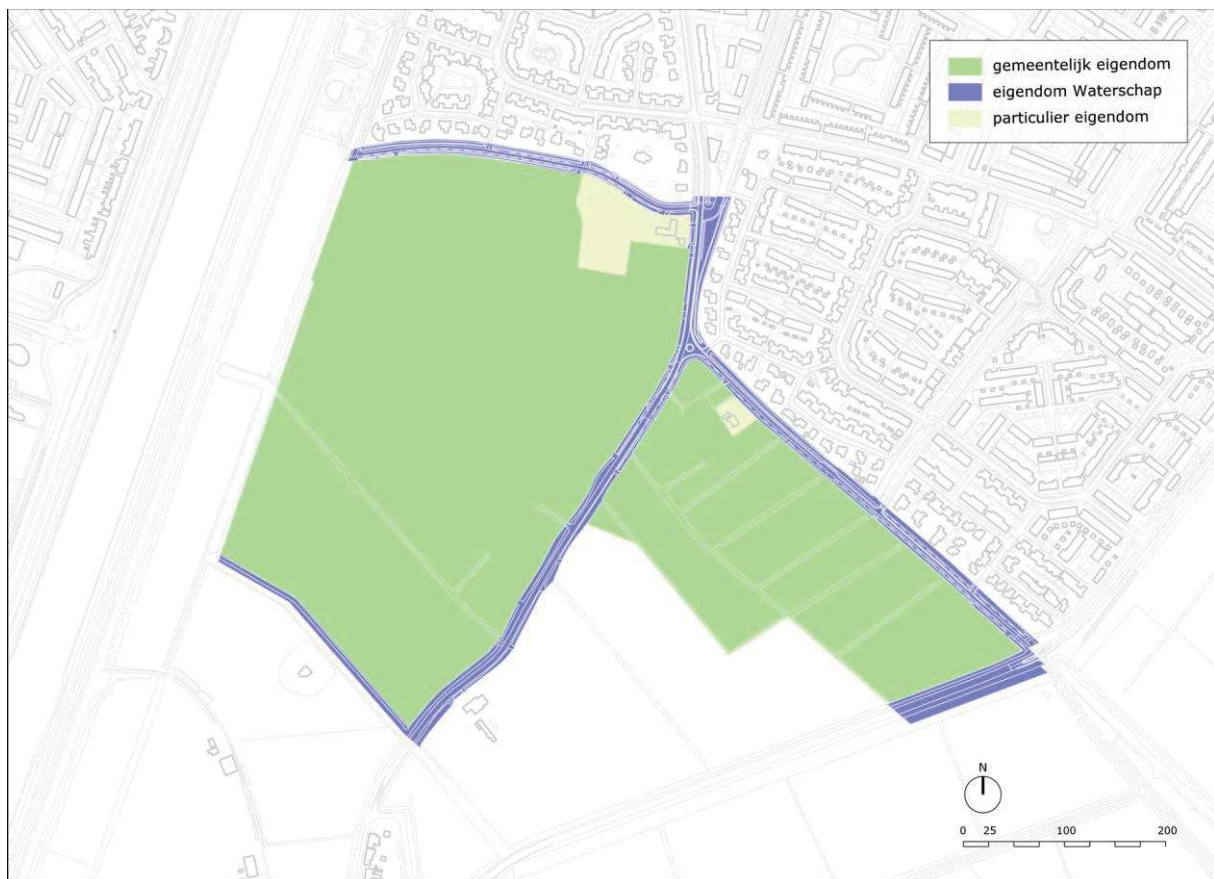 gemeentelijk eigendom
eigendom Waterschap
particulier eigendom
N
0 25 100 200